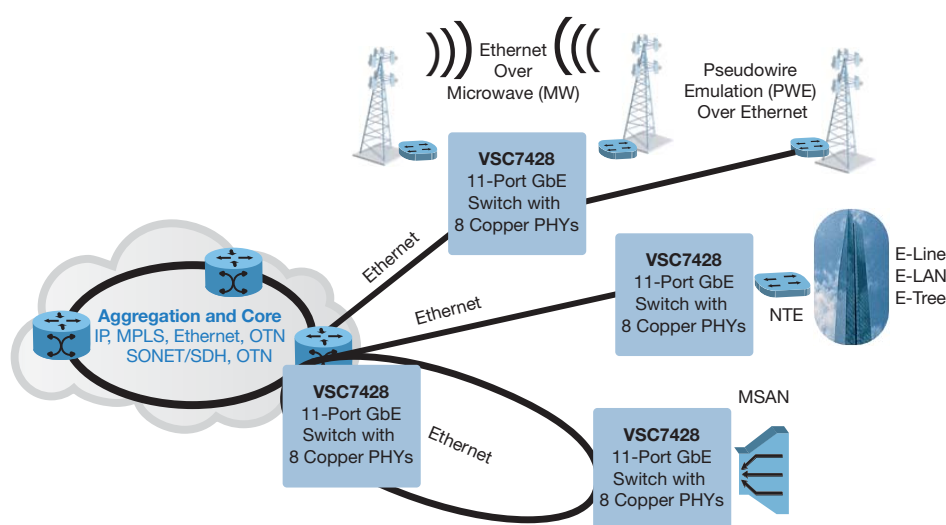 Ethernet
Over
Microwave (MW)
Pseudowire
Emulation (PWE)
Over Ethernet
VSC7428
11-Port GbE
Switch with
8 Copper PHYs
Ethernet
VSC7428
11-Port GbE
Switch with
8 Copper PHYs
NTE
E-Line
E-LAN
E-Tree
Ethernet
Aggregation and Core
IP, MPLS, Ethernet, OTN
SONET/SDH, OTN
VSC7428
11-Port GbE
Switch with
8 Copper PHYs
Ethernet
VSC7428
11-Port GbE
Switch with
8 Copper PHYs
MSAN